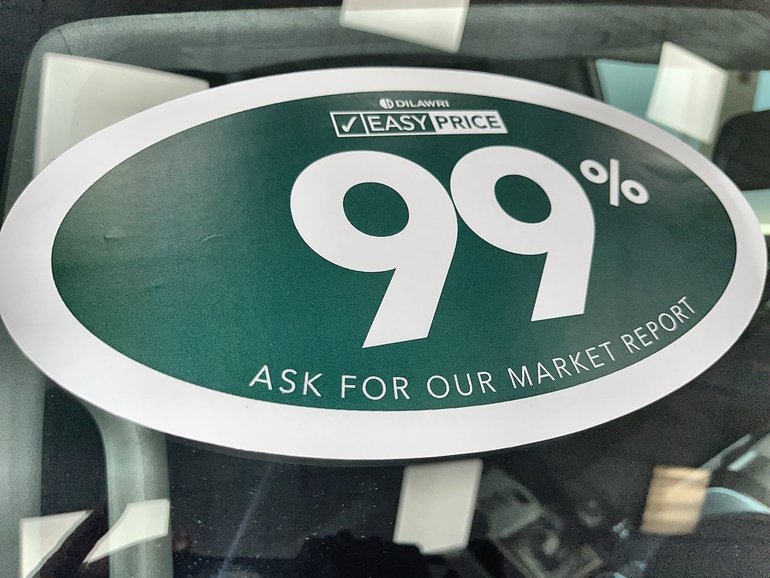 DILAWRI
✓ EASY PRICE
99%
ASK FOR OUR MARKET REPORT